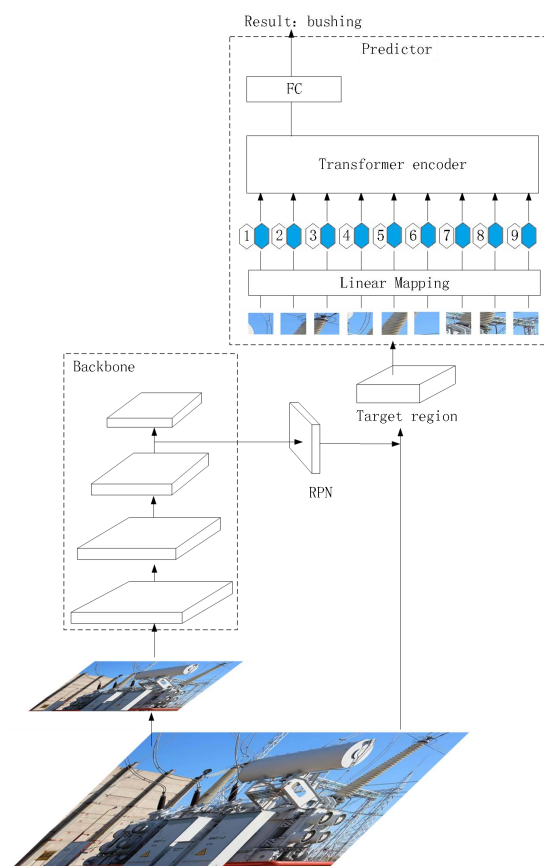 Result: bushing
Predictor
FC
Transformer encoder
1 2 3 4 5 6 7 8 9
Linear Mapping
Backbone
Target region
RPN